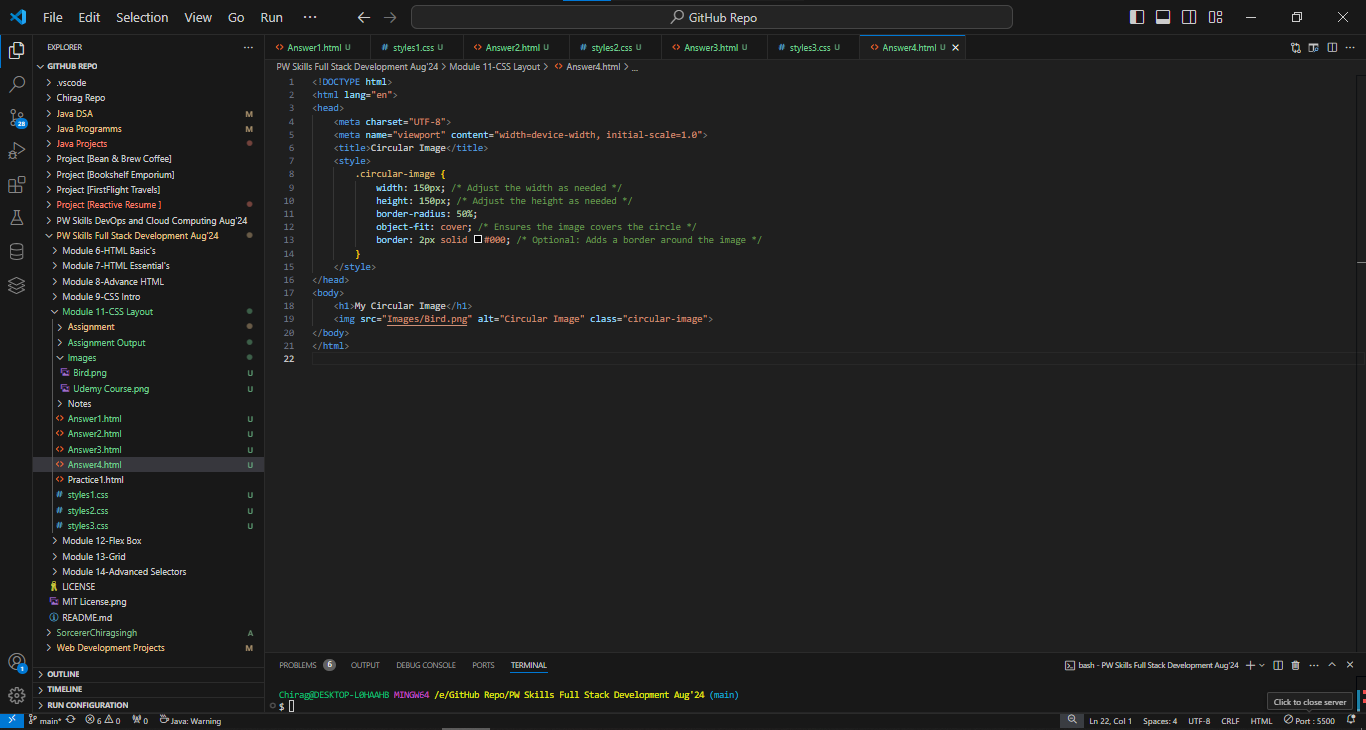 File Edit Selection View Go Run ··· GitHub Repo
EXPLORER ···
GITHUB REPO
.vscode
Chirag Repo
Java DSA M
Java Programms M
Java Projects
Project [Bean & Brew Coffee]
Project [Bookshelf Emporium]
Project [FirstFlight Travels]
Project [Reactive Resume ]
PW Skills DevOps and Cloud Computing Aug'24
PW Skills Full Stack Development Aug'24
Module 6-HTML Basic's
Module 7-HTML Essential's
Module 8-Advance HTML
Module 9-CSS Intro
Module 11-CSS Layout
Assignment
Assignment Output
Images
Bird.png U
Udemy Course.png U
Notes
Answer1.html U
Answer2.html U
Answer3.html U
Answer4.html U
Practice1.html
styles1.css U
styles2.css U
styles3.css U
Module 12-Flex Box
Module 13-Grid
Module 14-Advanced Selectors
LICENSE
MIT License.png
README.md
SorcererChiragsingh A
Web Development Projects M
OUTLINE
TIMELINE
RUN CONFIGURATION
28
1
Answer1.html U # styles1.css U Answer2.html U # styles2.css U Answer3.html U # styles3.css U Answer4.html U
PW Skills Full Stack Development Aug'24 > Module 11-CSS Layout > Answer4.html > ...
1 <!DOCTYPE html>
2 <html lang="en">
3 <head>
4 <meta charset="UTF-8">
5 <meta name="viewport" content="width=device-width, initial-scale=1.0">
6 <title>Circular Image</title>
7 <style>
8 .circular-image {
9 width: 150px; /* Adjust the width as needed */
10 height: 150px; /* Adjust the height as needed */
11 border-radius: 50%;
12 object-fit: cover; /* Ensures the image covers the circle */
13 border: 2px solid #000; /* Optional: Adds a border around the image */
14 }
15 </style>
16 </head>
17 <body>
18 <h1>My Circular Image</h1>
19 <img src="Images/Bird.png" alt="Circular Image" class="circular-image">
20 </body>
21 </html>
22
PROBLEMS 6 OUTPUT DEBUG CONSOLE PORTS TERMINAL bash - PW Skills Full Stack Development Aug'24
Chirag@DESKTOP-L0HAAHB MINGW64 /e/GitHub Repo/PW Skills Full Stack Development Aug'24 (main)
$
Click to close server
main* 6 0 0 Java: Warning Ln 22, Col 1 Spaces: 4 UTF-8 CRLF HTML Port : 5500